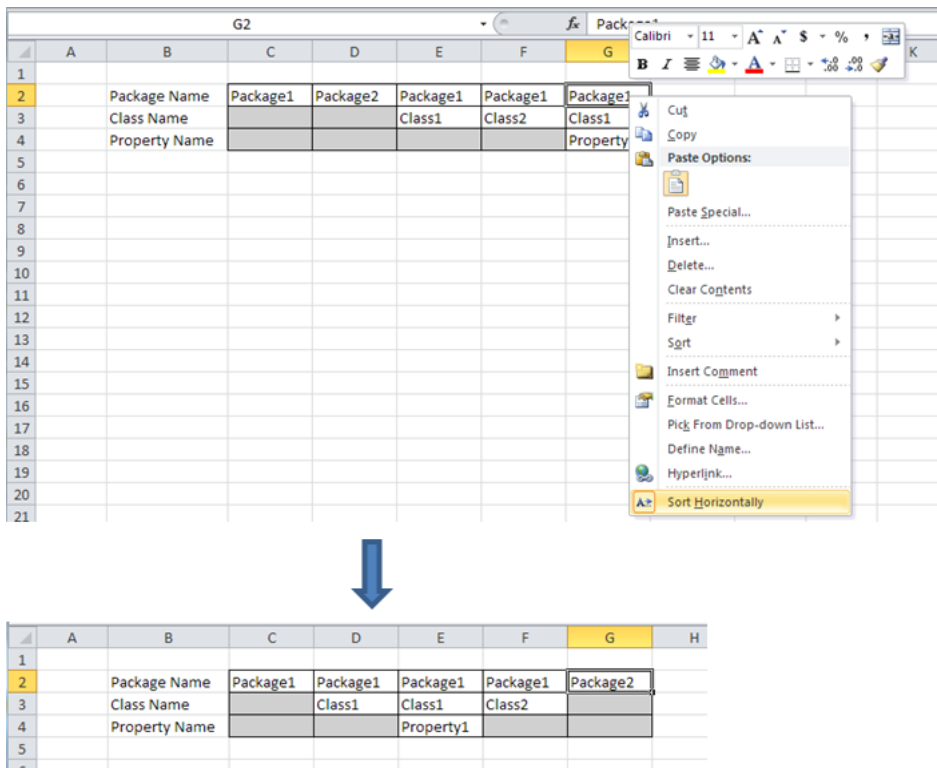 G2 fx Package1
Calibri 11 A A $ % ,
B I A .00 .00
A B C D E F G K
1
2 Package Name Package1 Package2 Package1 Package1 Package1
3 Class Name Class1 Class2 Class1
4 Property Name Property
5
6
7
8
9
10
11
12
13
14
15
16
17
18
19
20
21
Cut
Copy
Paste Options:
Paste Special...
Insert...
Delete...
Clear Contents
Filter
Sort
Insert Comment
Format Cells...
Pick From Drop-down List...
Define Name...
Hyperlink...
Sort Horizontally
A B C D E F G H
1
2 Package Name Package1 Package1 Package1 Package1 Package2
3 Class Name Class1 Class1 Class2
4 Property Name Property1
5